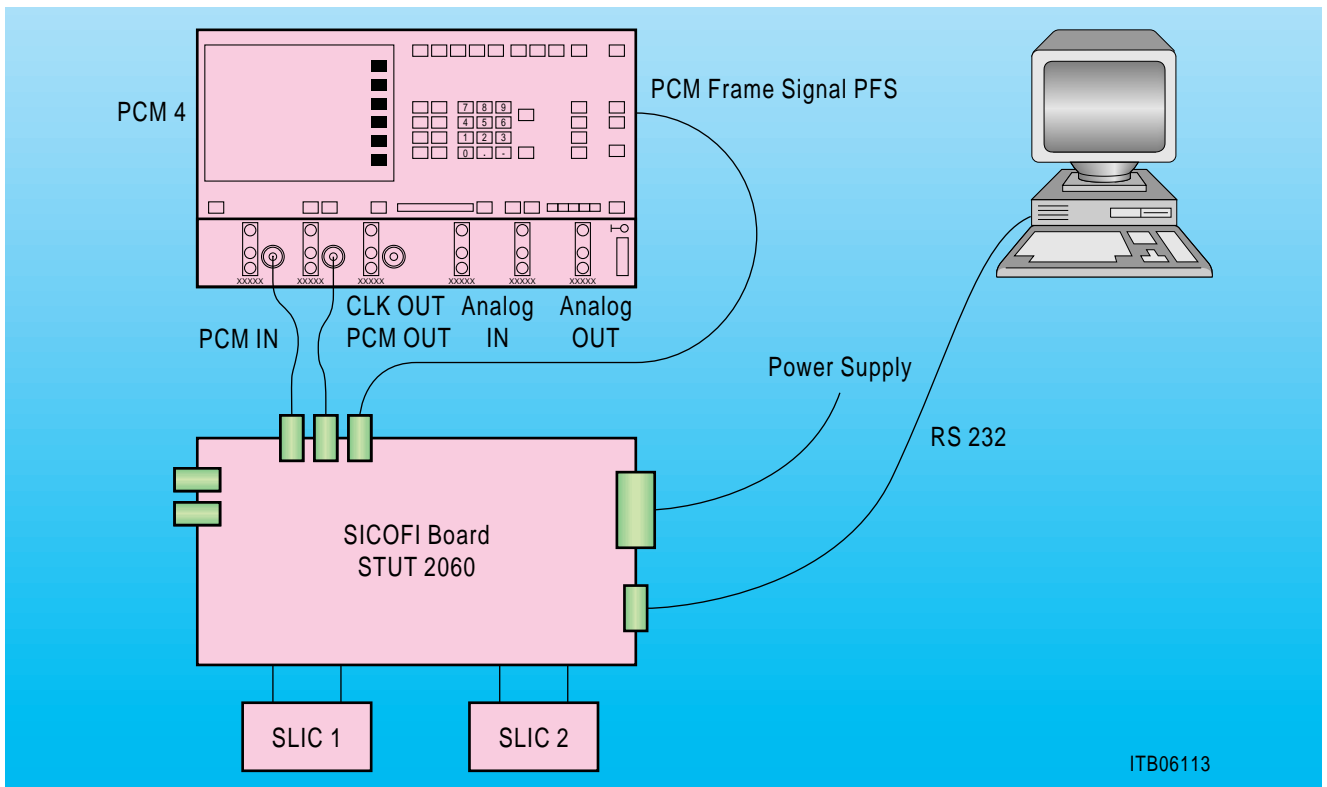 PCM 4
PCM Frame Signal PFS
7 8 9
4 5 6
1 2 3
0 . -
XXXXX XXXXX XXXXX XXXXX XXXXX XXXXX
PCM IN
CLK OUT
PCM OUT
Analog
IN
Analog
OUT
Power Supply
RS 232
SICOFI Board
STUT 2060
SLIC 1
SLIC 2
ITB06113